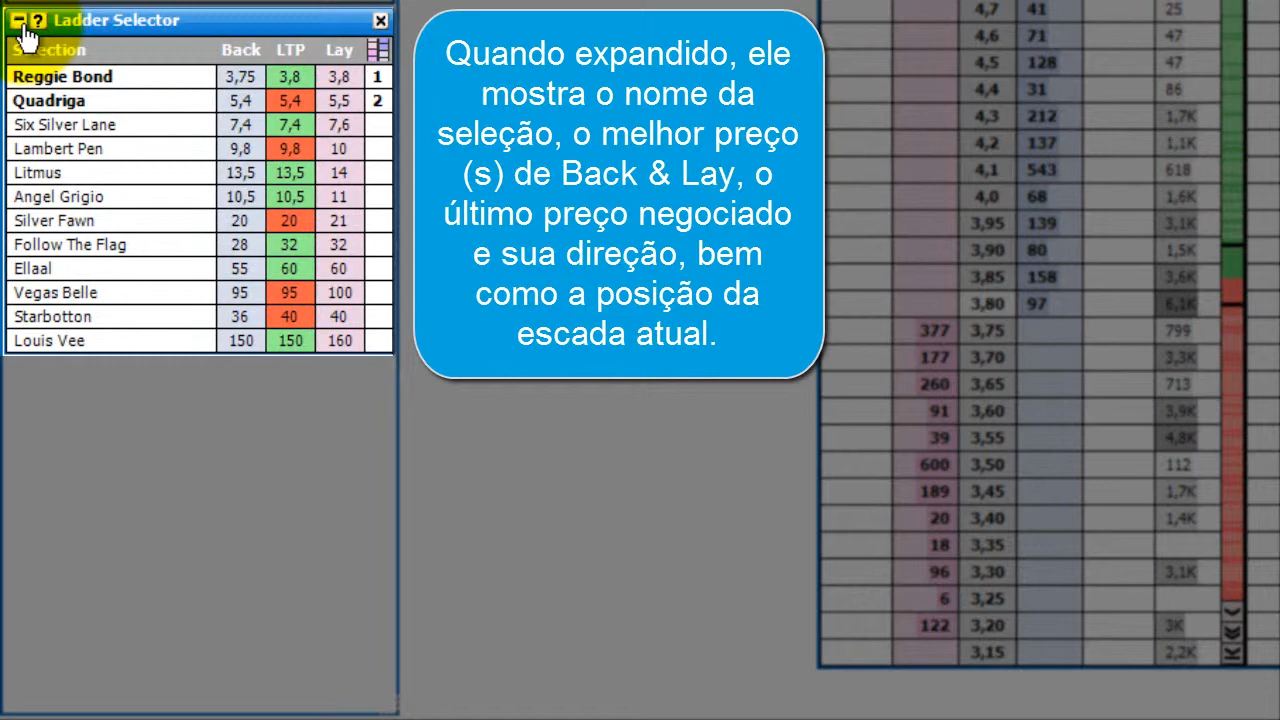 Ladder Selector
Selection Back LTP Lay
Reggie Bond 3,75 3,8 3,8 1
Quadriga 5,4 5,4 5,5 2
Six Silver Lane 7,4 7,4 7,6
Lambert Pen 9,8 9,8 10
Litmus 13,5 13,5 14
Angel Grigio 10,5 10,5 11
Silver Fawn 20 20 21
Follow The Flag 28 32 32
Ellaal 55 60 60
Vegas Belle 95 95 100
Starbotton 36 40 40
Louis Vee 150 150 160
Quando expandido, ele
mostra o nome da
seleção, o melhor preço
(s) de Back & Lay, o
último preço negociado
e sua direção, bem
como a posição da
escada atual.
4,7 41 25
4,6 71 47
4,5 128 47
4,4 31 86
4,3 212 1,7K
4,2 137 1,1K
4,1 543 618
4,0 68 1,6K
3,95 139 3,1K
3,90 80 1,5K
3,85 158 3,6K
3,80 97 6,1K
377 3,75 799
177 3,70 3,3K
260 3,65 713
91 3,60 3,9K
39 3,55 4,8K
600 3,50 112
189 3,45 1,7K
20 3,40 1,4K
18 3,35
96 3,30 3,1K
6 3,25
122 3,20 3K
3,15 2,2K